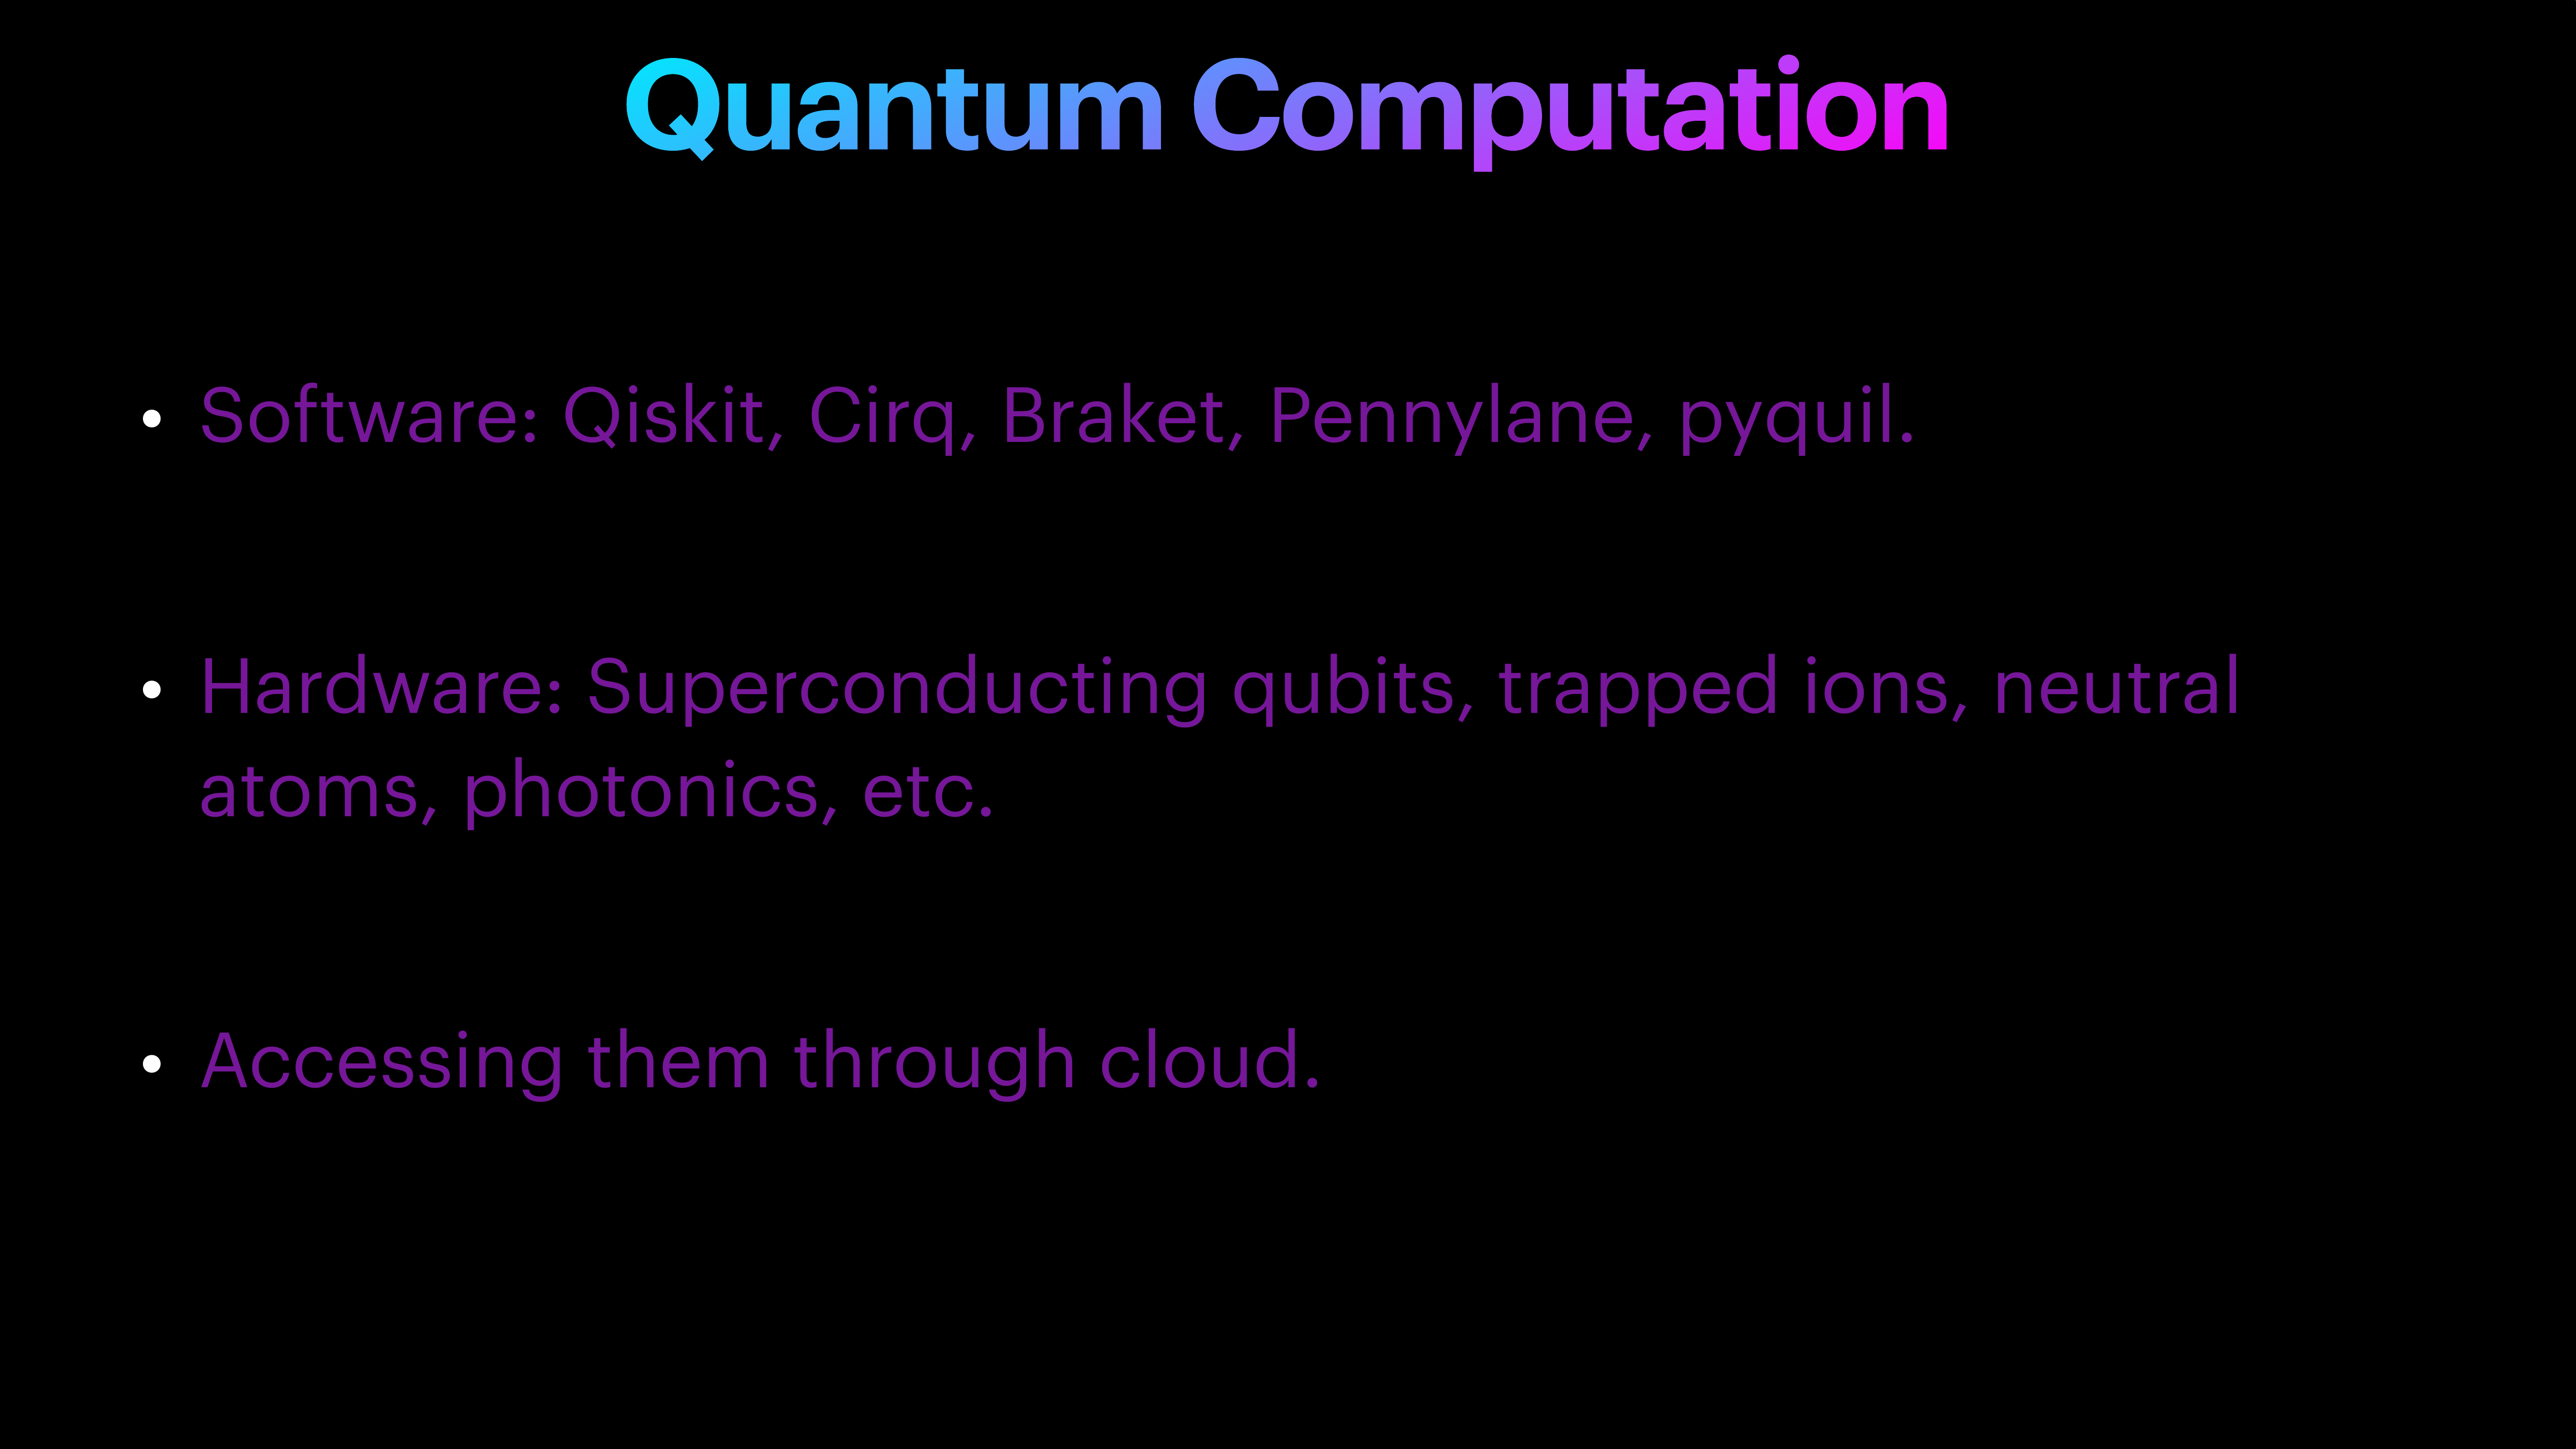 Quantum Computation
• Software: Qiskit, Cirq, Braket, Pennylane, pyquil.
• Hardware: Superconducting qubits, trapped ions, neutral
atoms, photonics, etc.
• Accessing them through cloud.